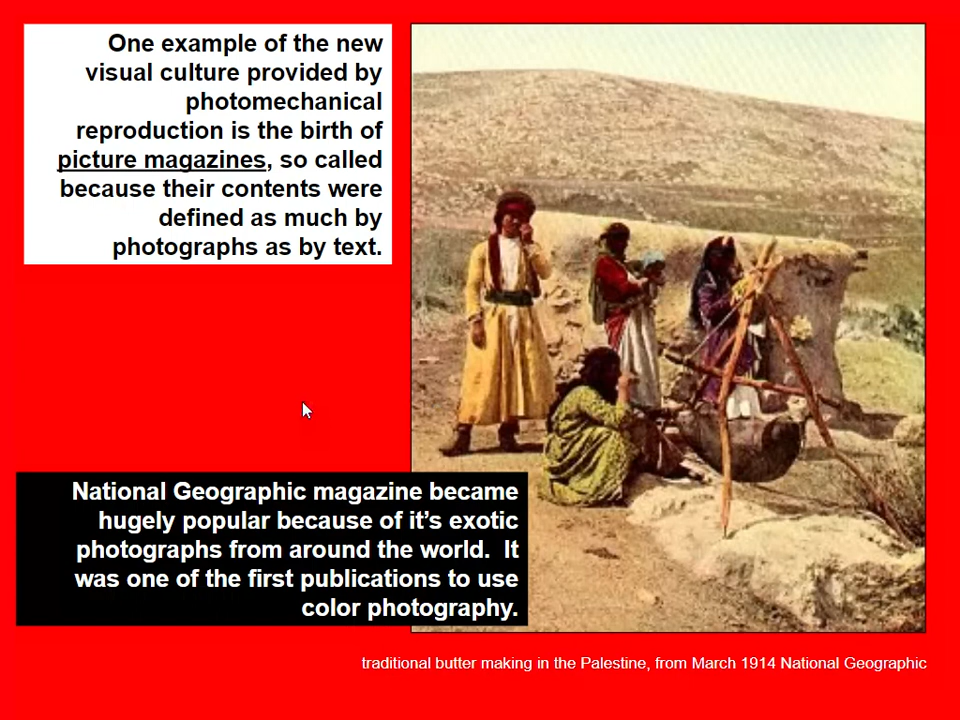 One example of the new
visual culture provided by
photomechanical
reproduction is the birth of
picture magazines, so called
because their contents were
defined as much by
photographs as by text.
National Geographic magazine became
hugely popular because of it's exotic
photographs from around the world.  It
was one of the first publications to use
color photography.
traditional butter making in the Palestine, from March 1914 National Geographic